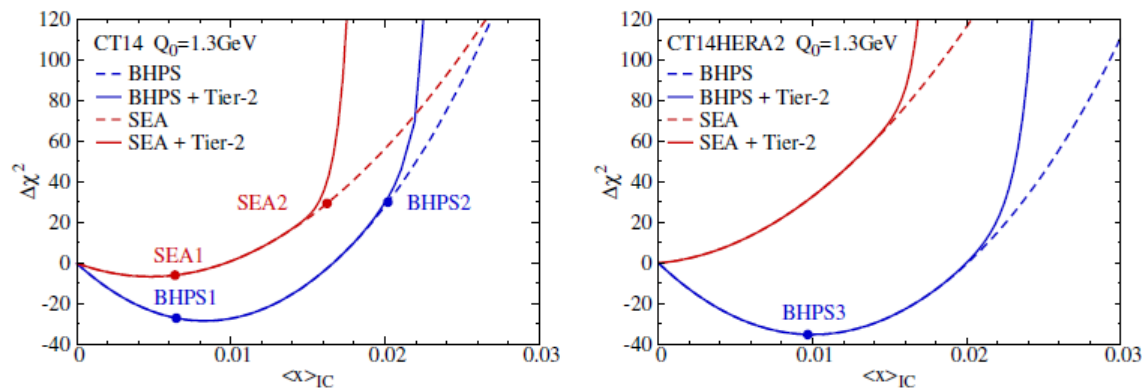 120
100
80
60
40
20
0
-20
-40
Δχ²
CT14 Q₀=1.3GeV
BHPS
BHPS + Tier-2
SEA
SEA + Tier-2
SEA2
BHPS2
SEA1
BHPS1
0 0.01 0.02 0.03
<x>IC
120
100
80
60
40
20
0
-20
-40
Δχ²
CT14HERA2 Q₀=1.3GeV
BHPS
BHPS + Tier-2
SEA
SEA + Tier-2
BHPS3
0 0.01 0.02 0.03
<x>IC